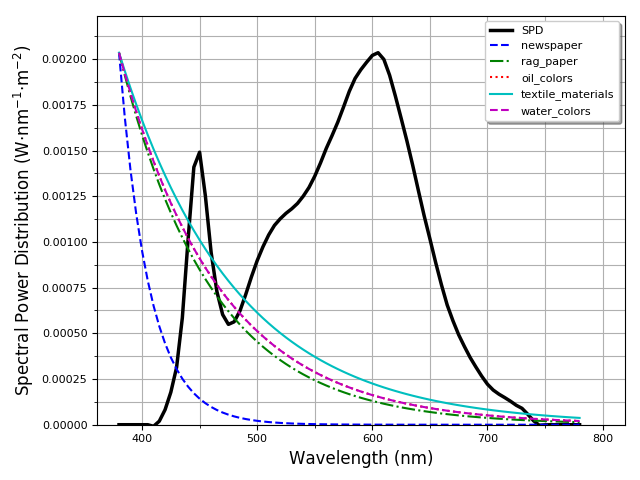 SPD
newspaper
rag_paper
oil_colors
textile_materials
water_colors
Spectral Power Distribution (W·nm⁻¹·m⁻²)
0.00200
0.00175
0.00150
0.00125
0.00100
0.00075
0.00050
0.00025
0.00000
400 500 600 700 800
Wavelength (nm)